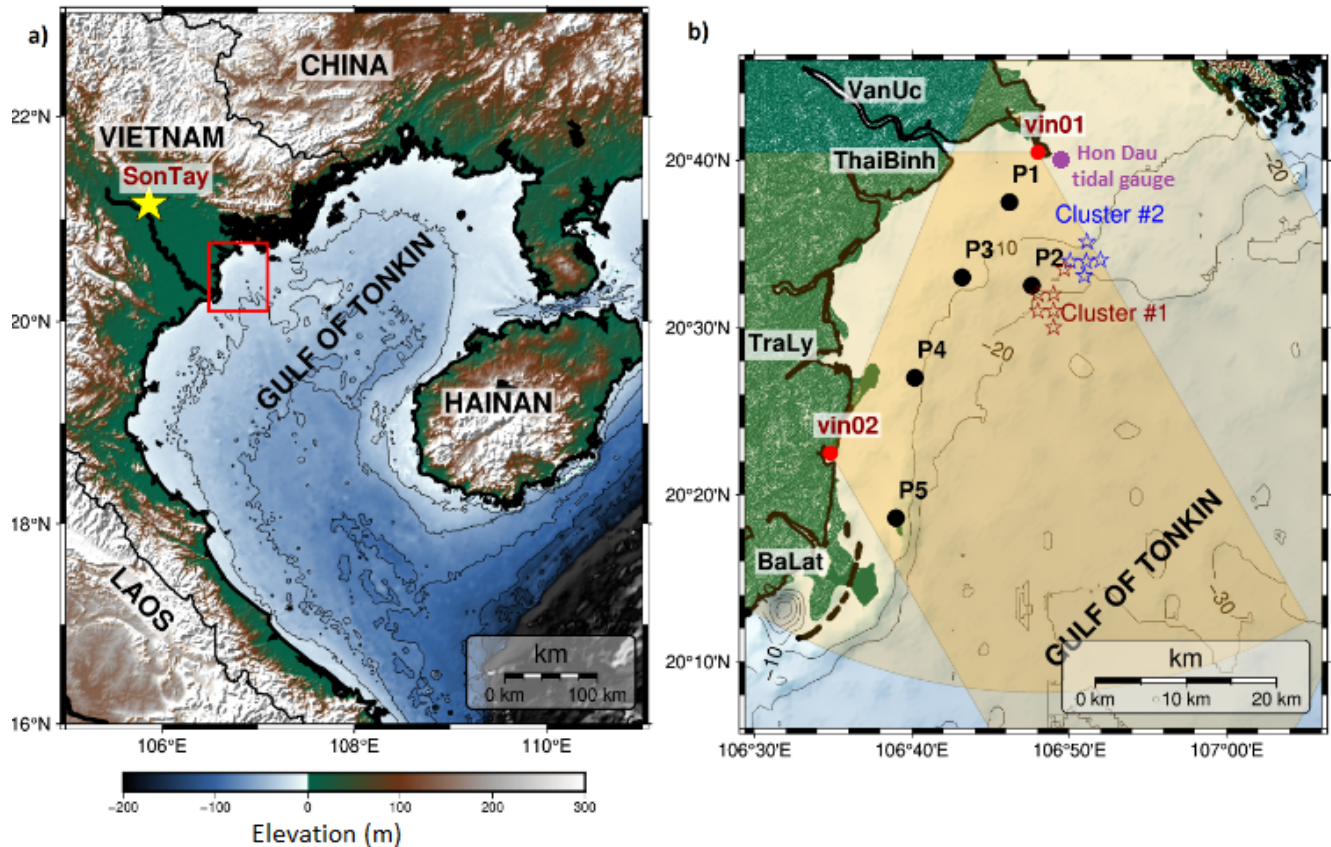 a)
CHINA
22°N
VIETNAM
SonTay
21°N
GULF OF TONKIN
20°N
HAINAN
18°N
LAOS
km
0 km 100 km
16°N
106°E 108°E 110°E
−200 −100 0 100 200 300
Elevation (m)
b)
VanUc
vin01
20°40'
ThaiBinh
Hon Dau
tidal gauge
P1
−20
Cluster #2
P3
10
P2
20°30'
Cluster #1
−20
TraLy
P4
vin02
20°20'
P5
BaLat
GULF OF TONKIN
−30
20°10'
−10
km
0 km 10 km 20 km
106°30'E 106°40'E 106°50'E 107°00'E